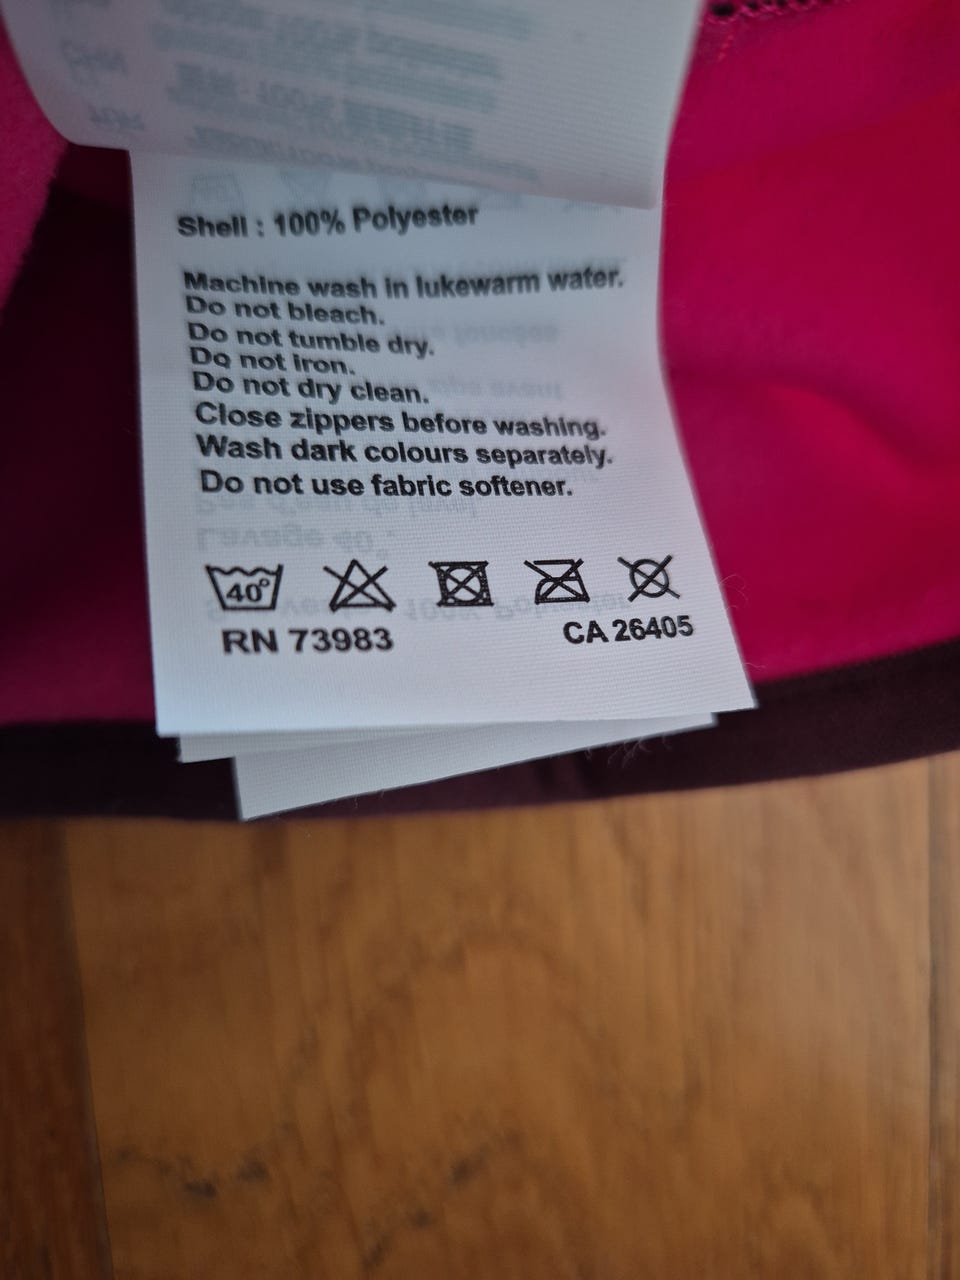 Shell : 100% Polyester
Machine wash in lukewarm water.
Do not bleach.
Do not tumble dry.
Do not iron.
Do not dry clean.
Close zippers before washing.
Wash dark colours separately.
Do not use fabric softener.
40°
RN 73983
CA 26405